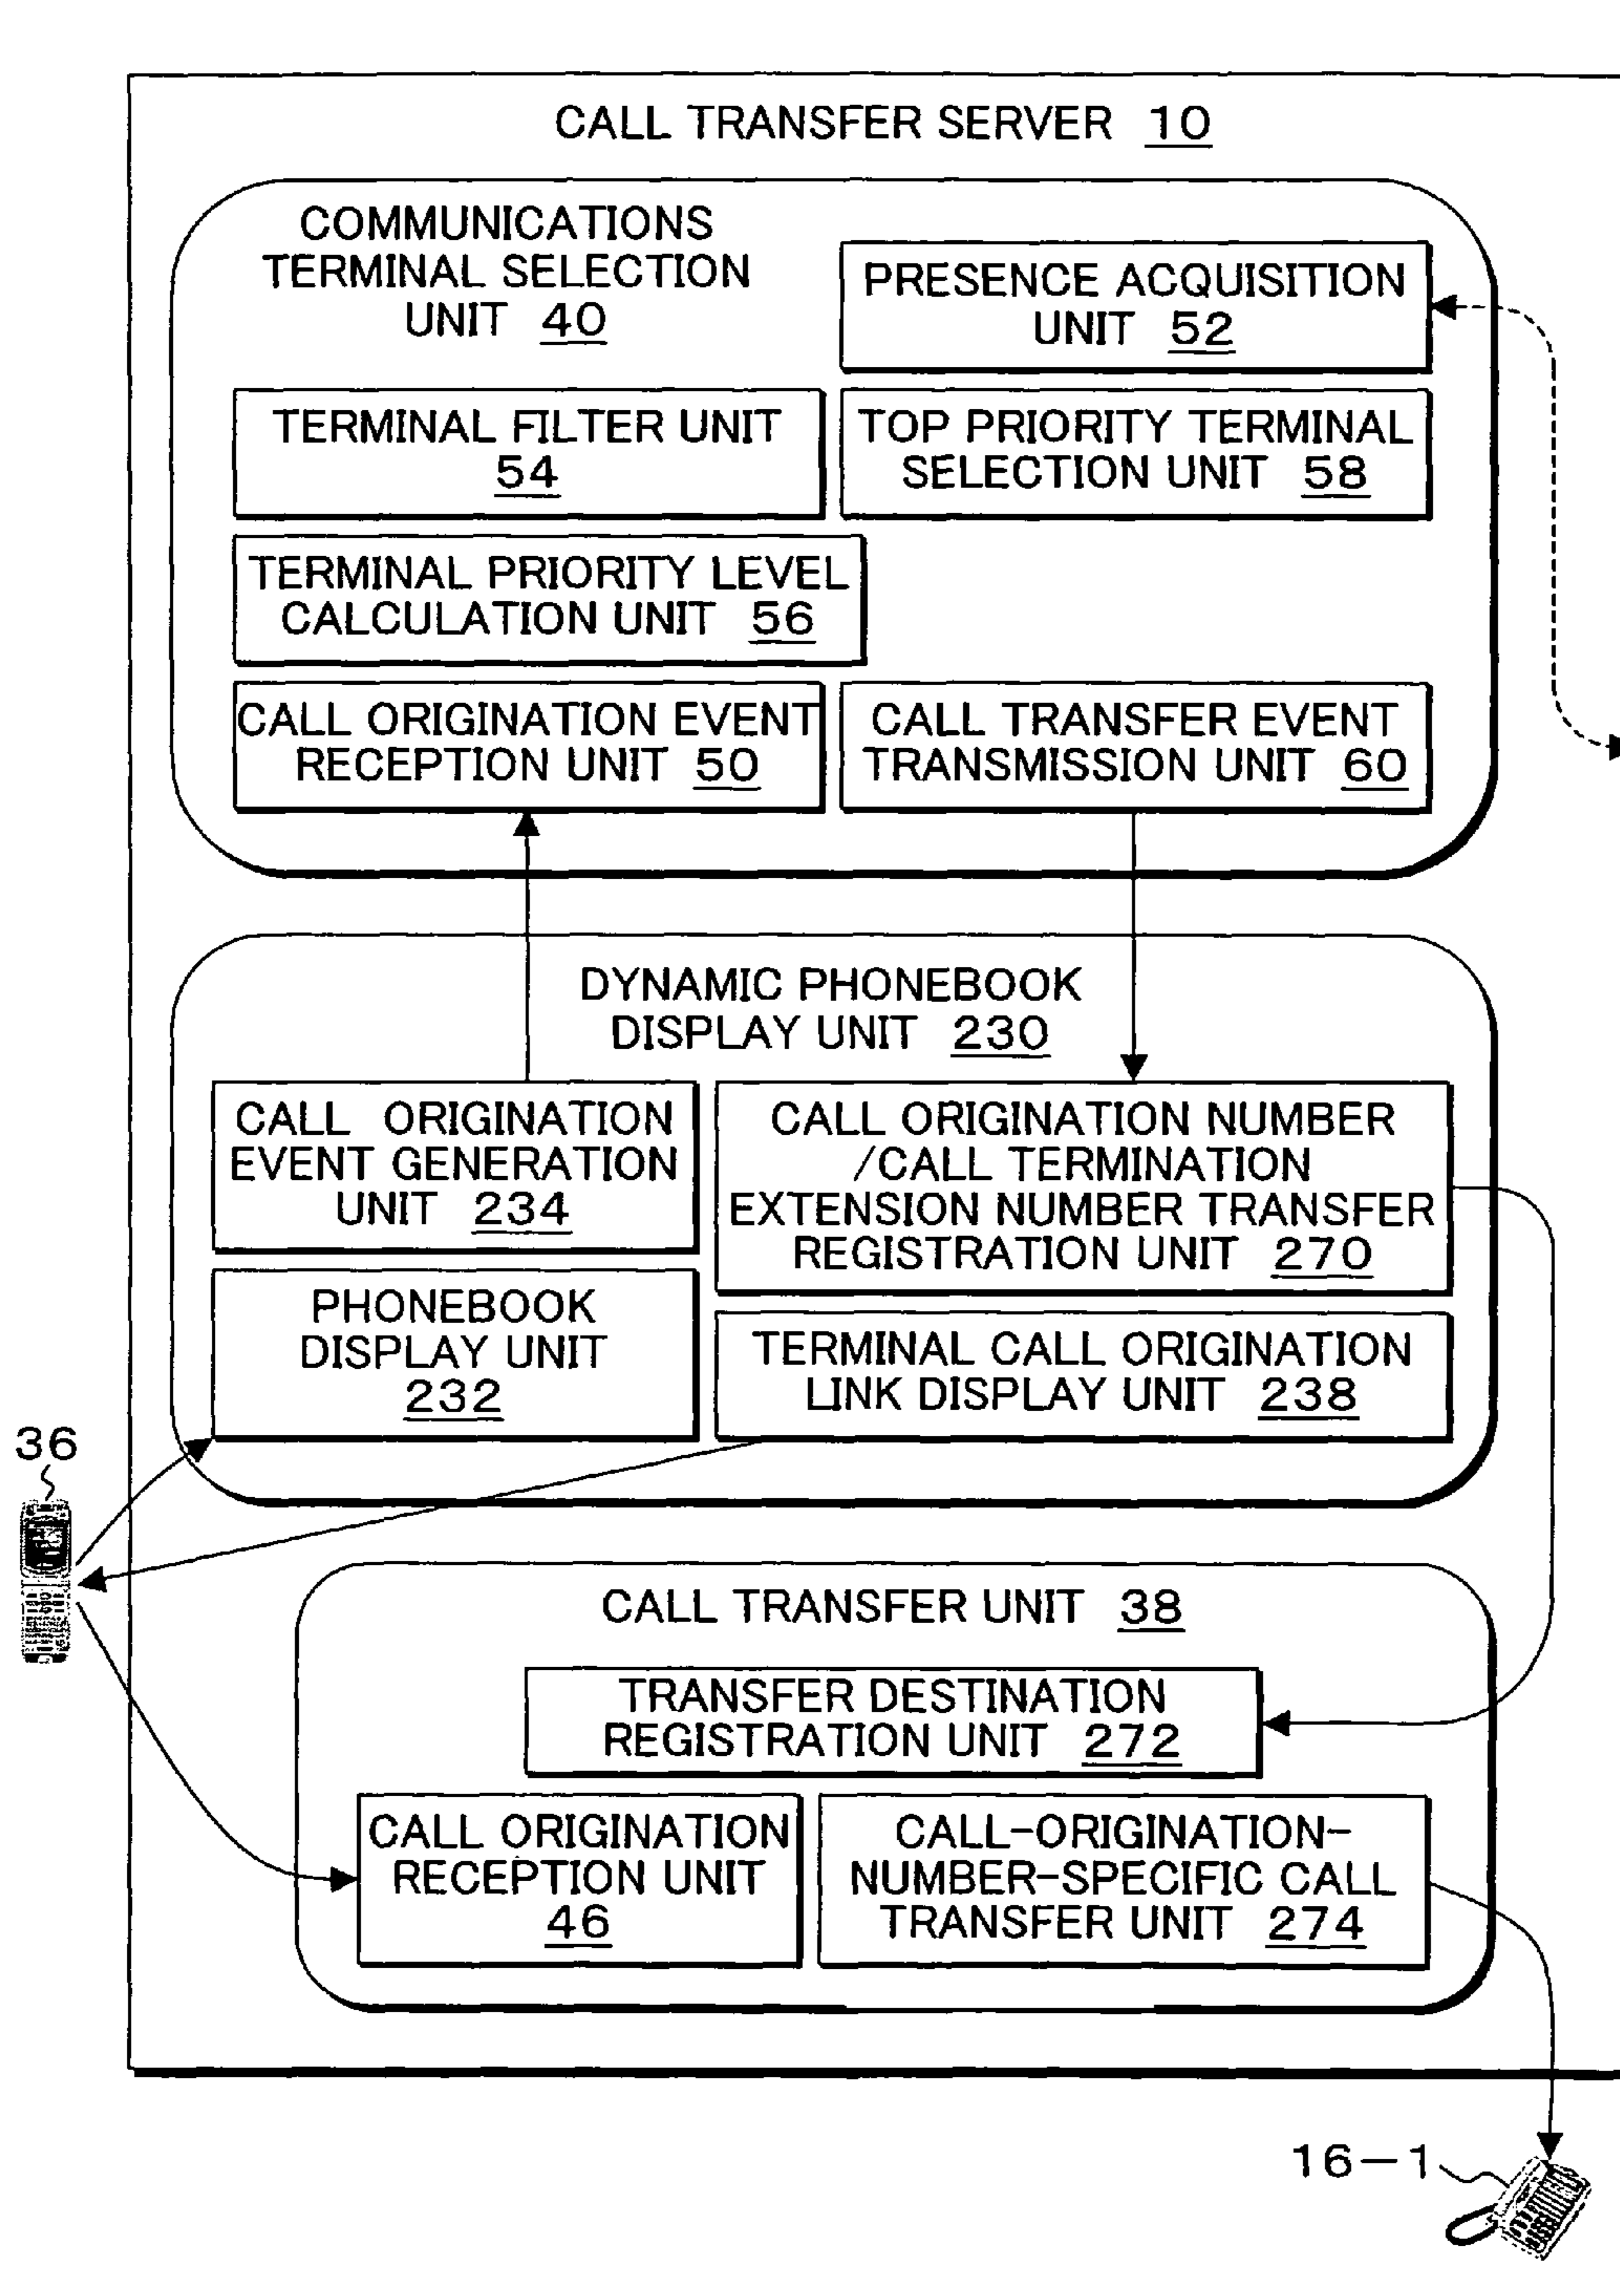 CALL TRANSFER SERVER 10
COMMUNICATIONS
TERMINAL SELECTION
UNIT 40
PRESENCE ACQUISITION
UNIT 52
TERMINAL FILTER UNIT
54
TOP PRIORITY TERMINAL
SELECTION UNIT 58
TERMINAL PRIORITY LEVEL
CALCULATION UNIT 56
CALL ORIGINATION EVENT
RECEPTION UNIT 50
CALL TRANSFER EVENT
TRANSMISSION UNIT 60
DYNAMIC PHONEBOOK
DISPLAY UNIT 230
CALL ORIGINATION
EVENT GENERATION
UNIT 234
CALL ORIGINATION NUMBER
/CALL TERMINATION
EXTENSION NUMBER TRANSFER
REGISTRATION UNIT 270
PHONEBOOK
DISPLAY UNIT
232
TERMINAL CALL ORIGINATION
LINK DISPLAY UNIT 238
36
CALL TRANSFER UNIT 38
TRANSFER DESTINATION
REGISTRATION UNIT 272
CALL ORIGINATION
RECEPTION UNIT
46
CALL-ORIGINATION-
NUMBER-SPECIFIC CALL
TRANSFER UNIT 274
16-1